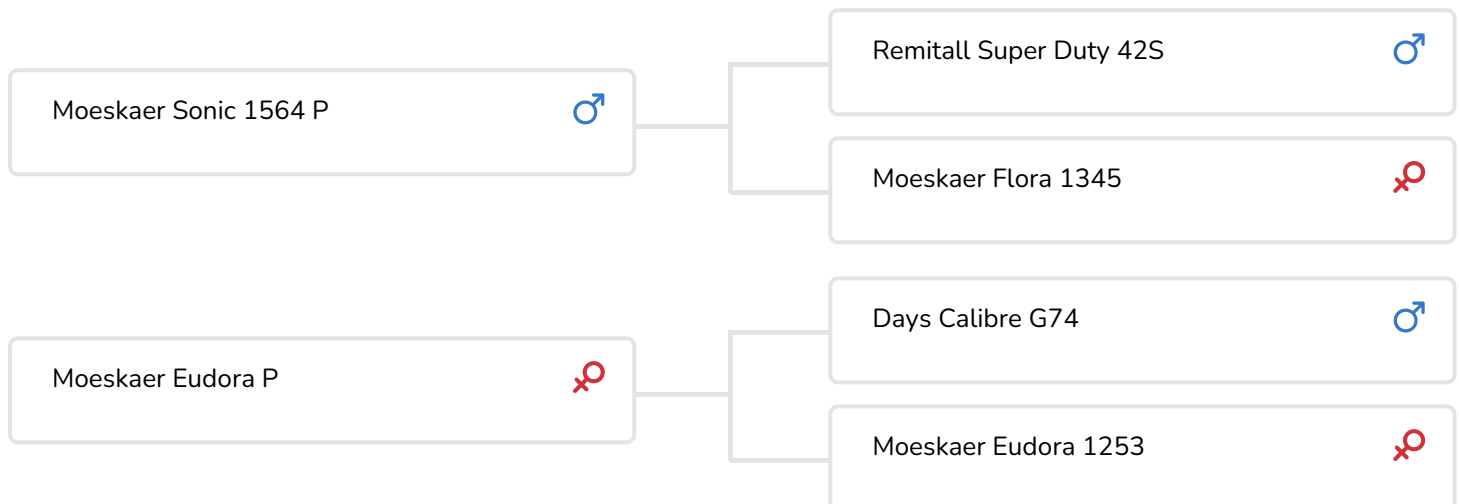 Remitall Super Duty 42S
Moeskaer Sonic 1564 P
Moeskaer Flora 1345
Days Calibre G74
Moeskaer Eudora P
Moeskaer Eudora 1253